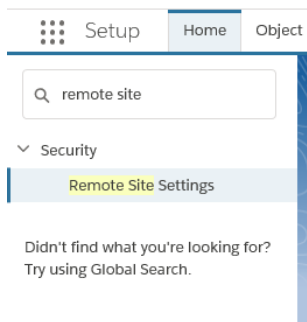 Setup Home Object
remote site
Security
Remote Site Settings
Didn't find what you're looking for?
Try using Global Search.